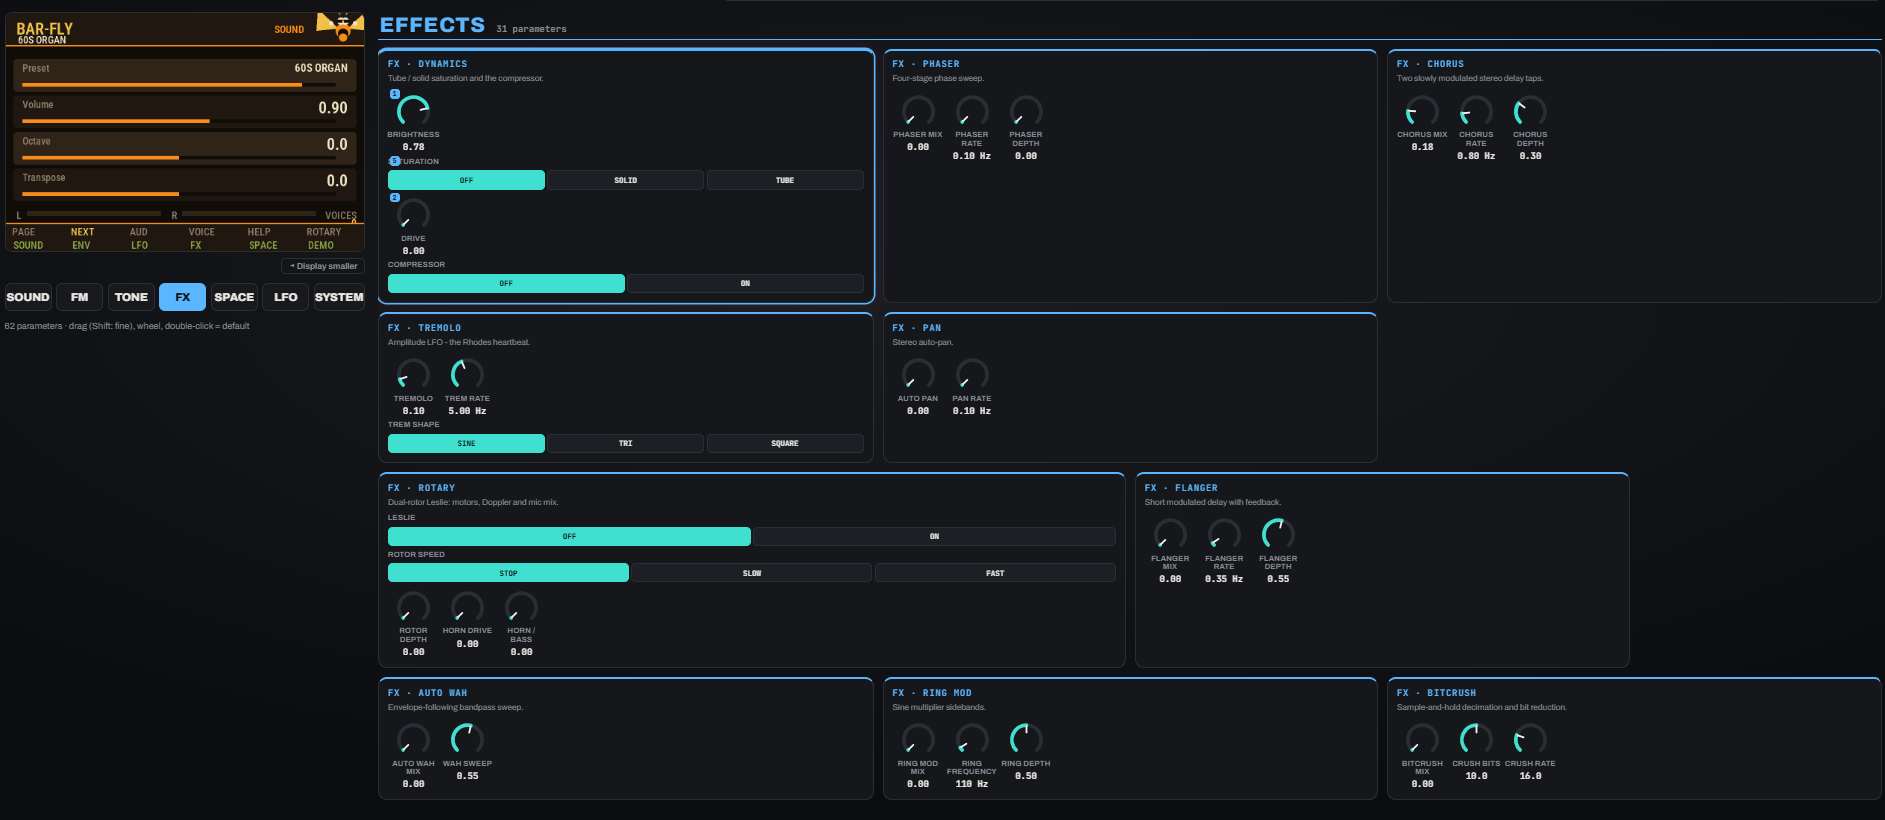 BAR-FLY
60S ORGAN
SOUND
Preset 60S ORGAN
Volume 0.90
Octave 0.0
Transpose 0.0
L R VOICES
PAGE NEXT AUD VOICE HELP ROTARY
SOUND ENV LFO FX SPACE DEMO
Display smaller
SOUND FM TONE FX SPACE LFO SYSTEM
62 parameters · drag (Shift: fine), wheel, double-click = default
EFFECTS 31 parameters
FX · DYNAMICS
Tube / solid saturation and the compressor.
1
BRIGHTNESS
0.78
5
TURATION
OFF SOLID TUBE
2
DRIVE
0.00
COMPRESSOR
OFF ON
FX · PHASER
Four-stage phase sweep.
PHASER MIX PHASER RATE PHASER DEPTH
0.00 0.10 Hz 0.00
FX · CHORUS
Two slowly modulated stereo delay taps.
CHORUS MIX CHORUS RATE CHORUS DEPTH
0.18 0.80 Hz 0.30
FX · TREMOLO
Amplitude LFO - the Rhodes heartbeat.
TREMOLO TREM RATE
0.10 5.00 Hz
TREM SHAPE
SINE TRI SQUARE
FX · PAN
Stereo auto-pan.
AUTO PAN PAN RATE
0.00 0.10 Hz
FX · ROTARY
Dual-rotor Leslie: motors, Doppler and mic mix.
LESLIE
OFF ON
ROTOR SPEED
STOP SLOW FAST
ROTOR DEPTH HORN DRIVE HORN / BASS
0.00 0.00 0.00
FX · FLANGER
Short modulated delay with feedback.
FLANGER MIX FLANGER RATE FLANGER DEPTH
0.00 0.35 Hz 0.55
FX · AUTO WAH
Envelope-following bandpass sweep.
AUTO WAH MIX WAH SWEEP
0.00 0.55
FX · RING MOD
Sine multiplier sidebands.
RING MOD MIX RING FREQUENCY RING DEPTH
0.00 110 Hz 0.50
FX · BITCRUSH
Sample-and-hold decimation and bit reduction.
BITCRUSH MIX CRUSH BITS CRUSH RATE
0.00 10.0 16.0